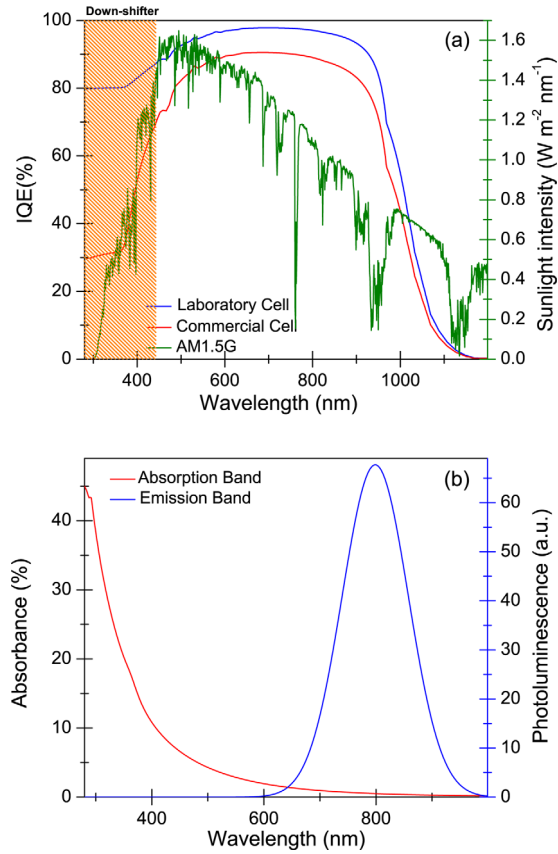 Down-shifter
(a)
100
80
60
40
20
0
IQE(%)
1.6
1.4
1.2
1.0
0.8
0.6
0.4
0.2
0.0
Sunlight intensity (W m-2 nm-1)
Laboratory Cell
Commercial Cell
AM1.5G
400 600 800 1000
Wavelength (nm)
(b)
Absorption Band
Emission Band
40
30
20
10
0
Absorbance (%)
60
50
40
30
20
10
0
Photoluminescence (a.u.)
400 600 800
Wavelength (nm)